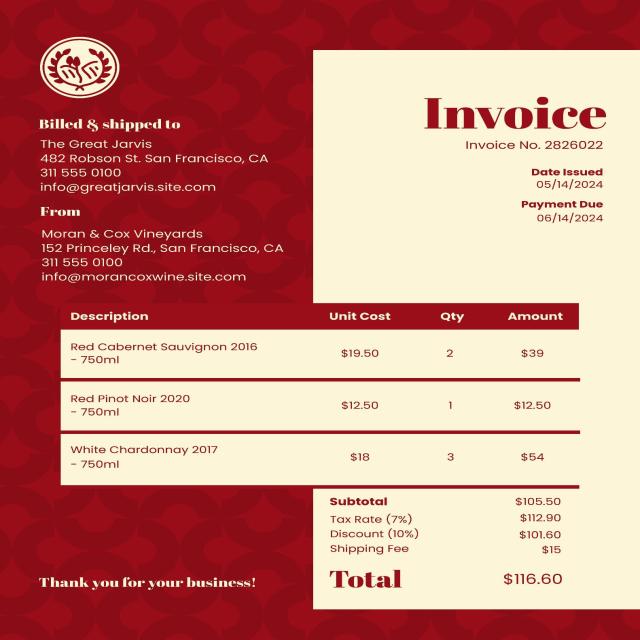 Billed & shipped to
The Great Jarvis
482 Robson St. San Francisco, CA
311 555 0100
info@greatjarvis.site.com
From
Moran & Cox Vineyards
152 Princeley Rd., San Francisco, CA
311 555 0100
info@morancoxwine.site.com
Invoice
Invoice No. 2826022
Date Issued
05/14/2024
Payment Due
06/14/2024
Description Unit Cost Qty Amount
Red Cabernet Sauvignon 2016
- 750ml
$19.50 2 $39
Red Pinot Noir 2020
- 750ml
$12.50 1 $12.50
White Chardonnay 2017
- 750ml
$18 3 $54
Subtotal $105.50
Tax Rate (7%) $112.90
Discount (10%) $101.60
Shipping Fee $15
Total $116.60
Thank you for your business!